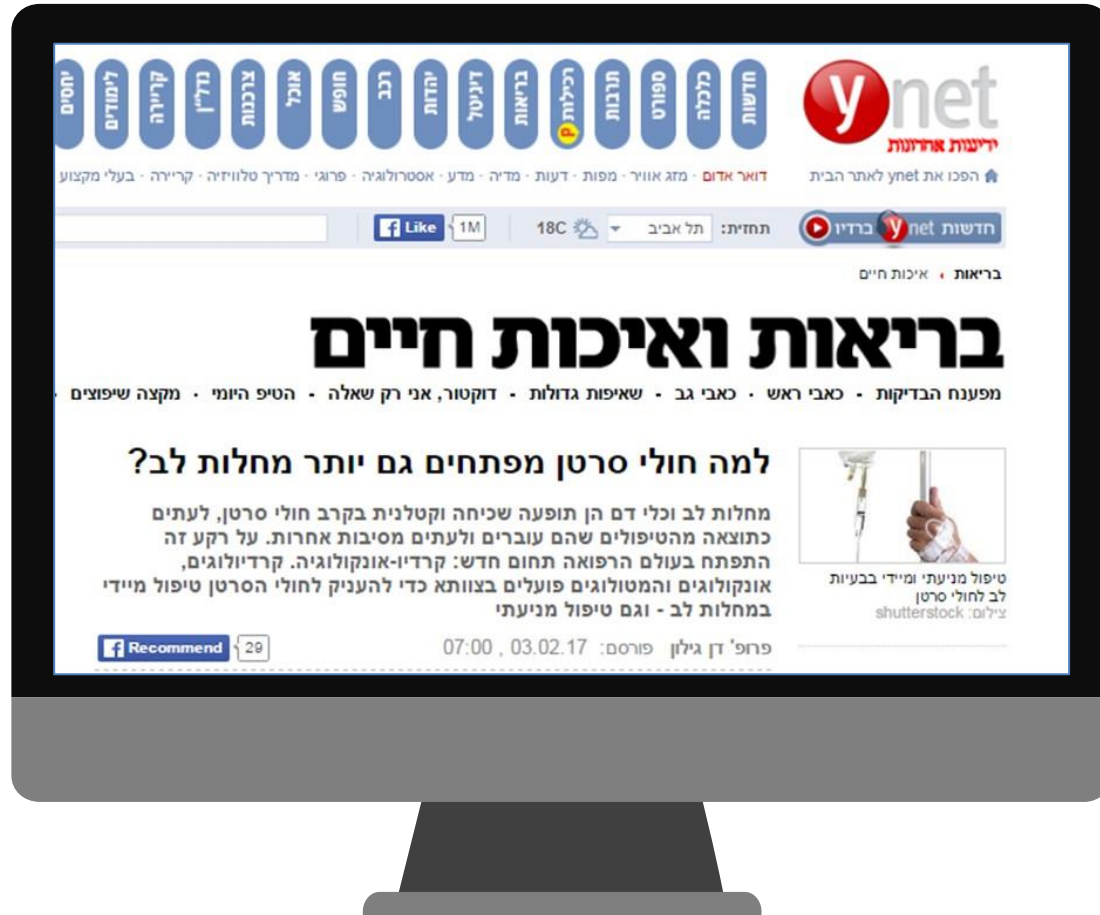 ynet
ידיעות אחרונות
חדשות
כלכלה
ספורט
תרבות
רכילות P
בריאות
דיגיטל
יהדות
רכב
חופש
אוכל
צרכנות
נדל"ן
קריירה
לימודים
יחסים
הפכו את ynet לאתר הבית
דואר אדום · מזג אוויר · מפות · דעות · מדיה · מדע · אסטרולוגיה · פרוגי · מדריך טלוויזיה · קריירה · בעלי מקצוע
חדשות ynet ברדיו
תחזית: תל אביב 18C
Like 1M
בריאות › איכות חיים
בריאות ואיכות חיים
מפענח הבדיקות · כאבי ראש · כאבי גב · שאיפות גדולות · דוקטור, אני רק שאלה · הטיפ היומי · מקצה שיפוצים ·
למה חולי סרטן מפתחים גם יותר מחלות לב?
מחלות לב וכלי דם הן תופעה שכיחה וקטלנית בקרב חולי סרטן, לעתים
כתוצאה מהטיפולים שהם עוברים ולעתים מסיבות אחרות. על רקע זה
התפתח בעולם הרפואה תחום חדש: קרדיו-אונקולוגיה. קרדיולוגים,
אונקולוגים והמטולוגים פועלים בצוותא כדי להעניק לחולי הסרטן טיפול מיידי
במחלות לב - וגם טיפול מניעתי
פרופ' דן גילון פורסם: 03.02.17 , 07:00
Recommend 29
טיפול מניעתי ומיידי בבעיות
לב לחולי סרטן
צילום: shutterstock